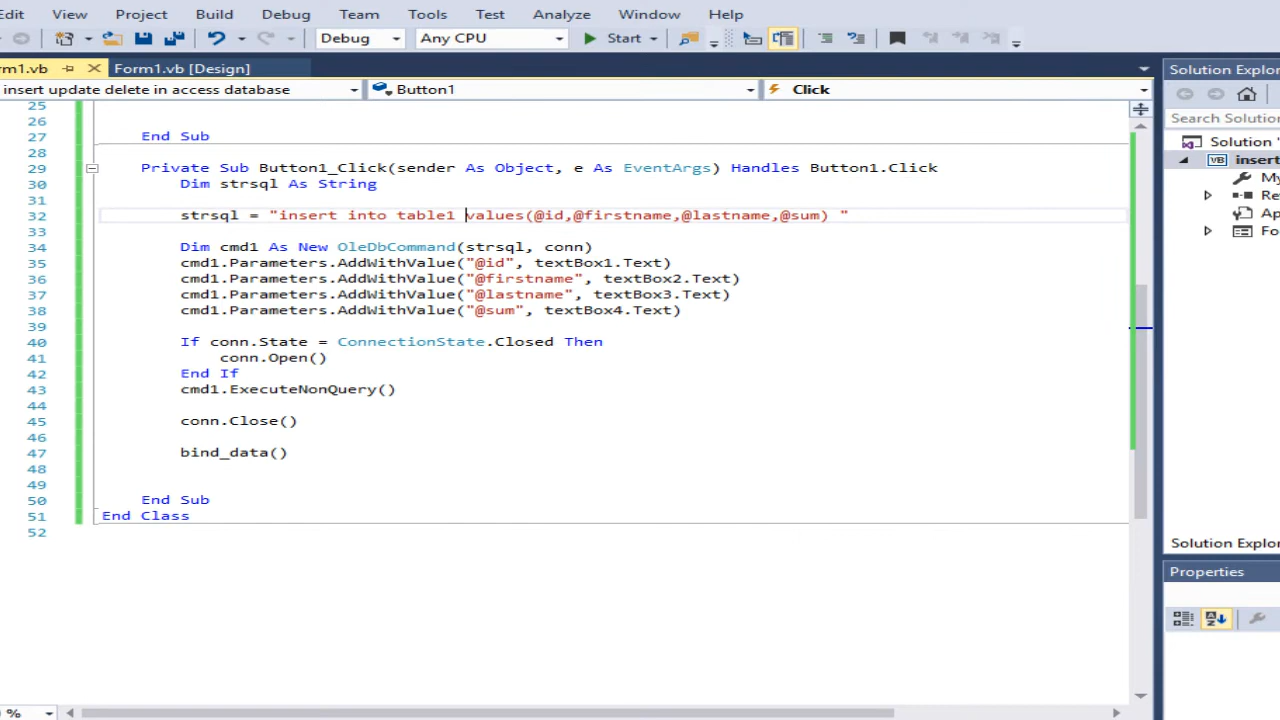 Edit View Project Build Debug Team Tools Test Analyze Window Help
Debug Any CPU Start
rm1.vb Form1.vb [Design]
insert update delete in access database Button1 Click
25
26
27 End Sub
28
29 Private Sub Button1_Click(sender As Object, e As EventArgs) Handles Button1.Click
30 Dim strsql As String
31
32 strsql = "insert into table1 values(@id,@firstname,@lastname,@sum) "
34 Dim cmd1 As New OleDbCommand(strsql, conn)
35 cmd1.Parameters.AddWithValue("@id", textBox1.Text)
36 cmd1.Parameters.AddWithValue("@firstname", textBox2.Text)
37 cmd1.Parameters.AddWithValue("@lastname", textBox3.Text)
38 cmd1.Parameters.AddWithValue("@sum", textBox4.Text)
39
40 If conn.State = ConnectionState.Closed Then
41 conn.Open()
42 End If
43 cmd1.ExecuteNonQuery()
44
45 conn.Close()
46
47 bind_data()
48
49
50 End Sub
51 End Class
52
%
Solution Explor
Search Solution
Solution "
VB insert
My
Re
Ap
Fo
Solution Explo
Properties